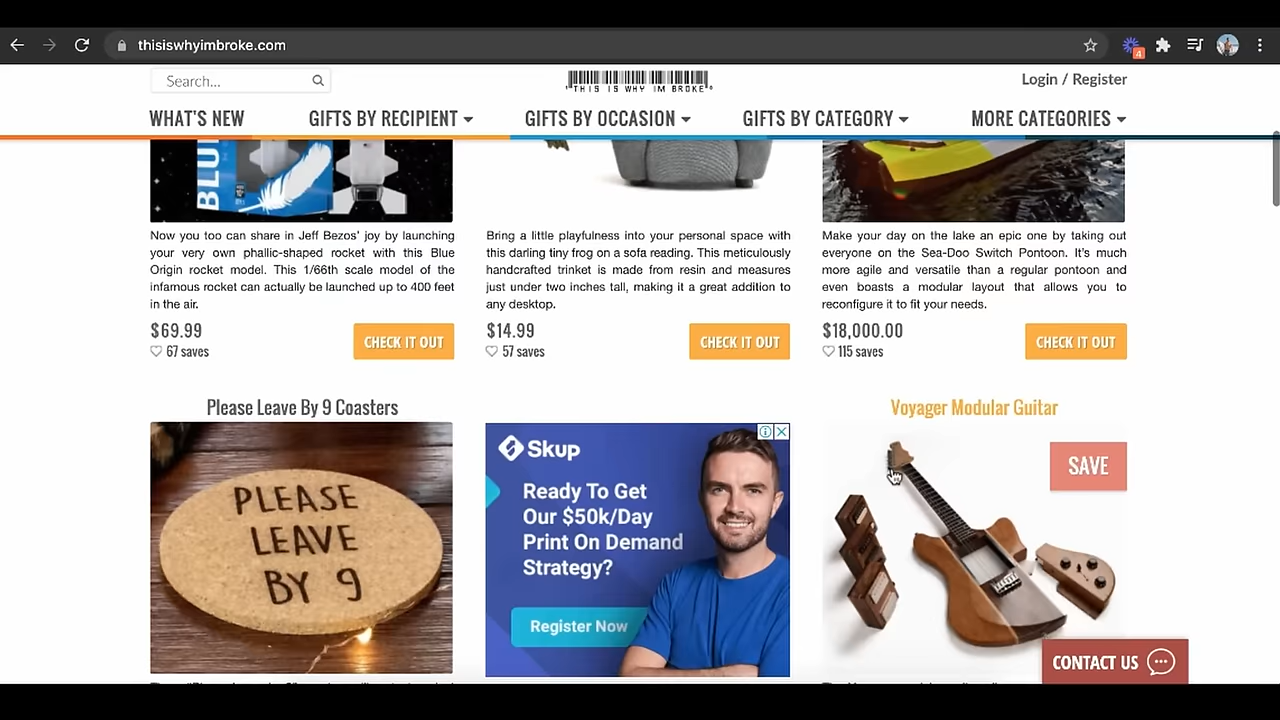 thisiswhyimbroke.com
4
Search...
THIS IS WHY IM BROKE
Login / Register
WHAT'S NEW
GIFTS BY RECIPIENT
GIFTS BY OCCASION
GIFTS BY CATEGORY
MORE CATEGORIES
BLUE
Now you too can share in Jeff Bezos' joy by launching
your very own phallic-shaped rocket with this Blue
Origin rocket model. This 1/66th scale model of the
infamous rocket can actually be launched up to 400 feet
in the air.
$69.99
67 saves
CHECK IT OUT
Bring a little playfulness into your personal space with
this darling tiny frog on a sofa reading. This meticulously
handcrafted trinket is made from resin and measures
just under two inches tall, making it a great addition to
any desktop.
$14.99
57 saves
CHECK IT OUT
Make your day on the lake an epic one by taking out
everyone on the Sea-Doo Switch Pontoon. It's much
more agile and versatile than a regular pontoon and
even boasts a modular layout that allows you to
reconfigure it to fit your needs.
$18,000.00
115 saves
CHECK IT OUT
Please Leave By 9 Coasters
PLEASE
LEAVE
BY 9
Skup
Ready To Get
Our $50k/Day
Print On Demand
Strategy?
Register Now
Voyager Modular Guitar
SAVE
CONTACT US